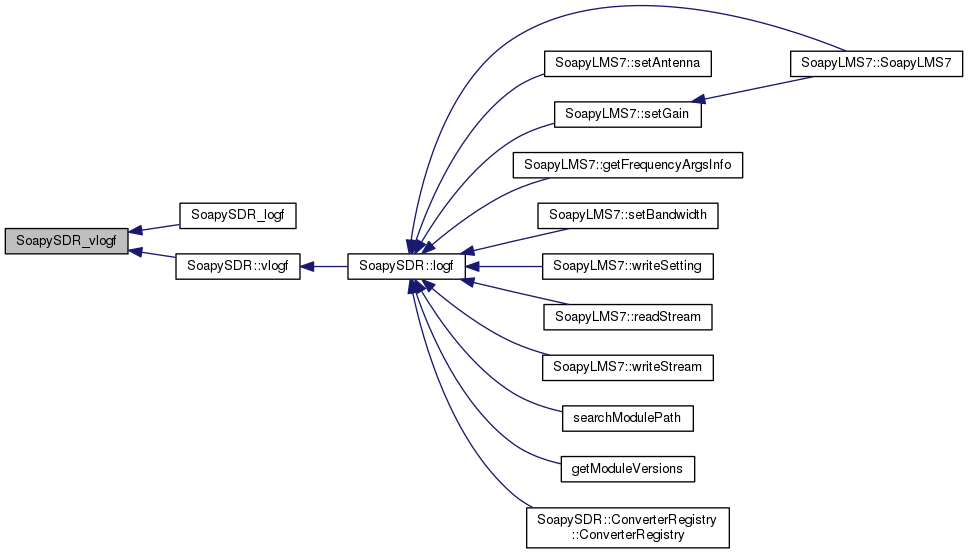 SoapySDR_vlogf
SoapySDR_logf
SoapySDR::vlogf
SoapySDR::logf
SoapyLMS7::SoapyLMS7
SoapyLMS7::setAntenna
SoapyLMS7::setGain
SoapyLMS7::getFrequencyArgsInfo
SoapyLMS7::setBandwidth
SoapyLMS7::writeSetting
SoapyLMS7::readStream
SoapyLMS7::writeStream
searchModulePath
getModuleVersions
SoapySDR::ConverterRegistry
::ConverterRegistry